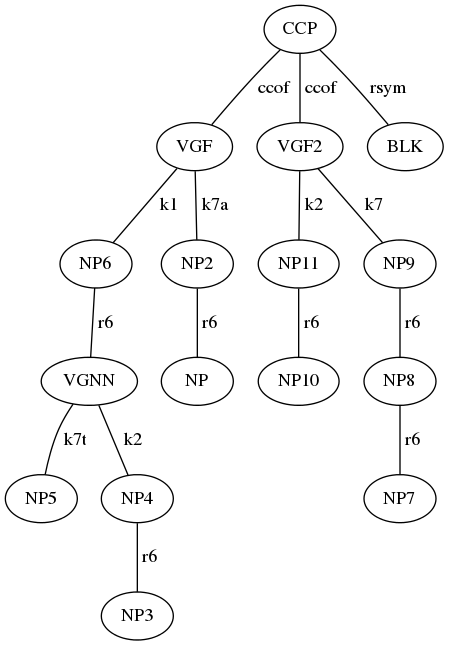 CCP
ccof ccof rsym
VGF VGF2 BLK
k1 k7a k2 k7
NP6 NP2 NP11 NP9
r6 r6 r6 r6
VGNN NP NP10 NP8
k7t k2 r6
NP5 NP4 NP7
r6
NP3